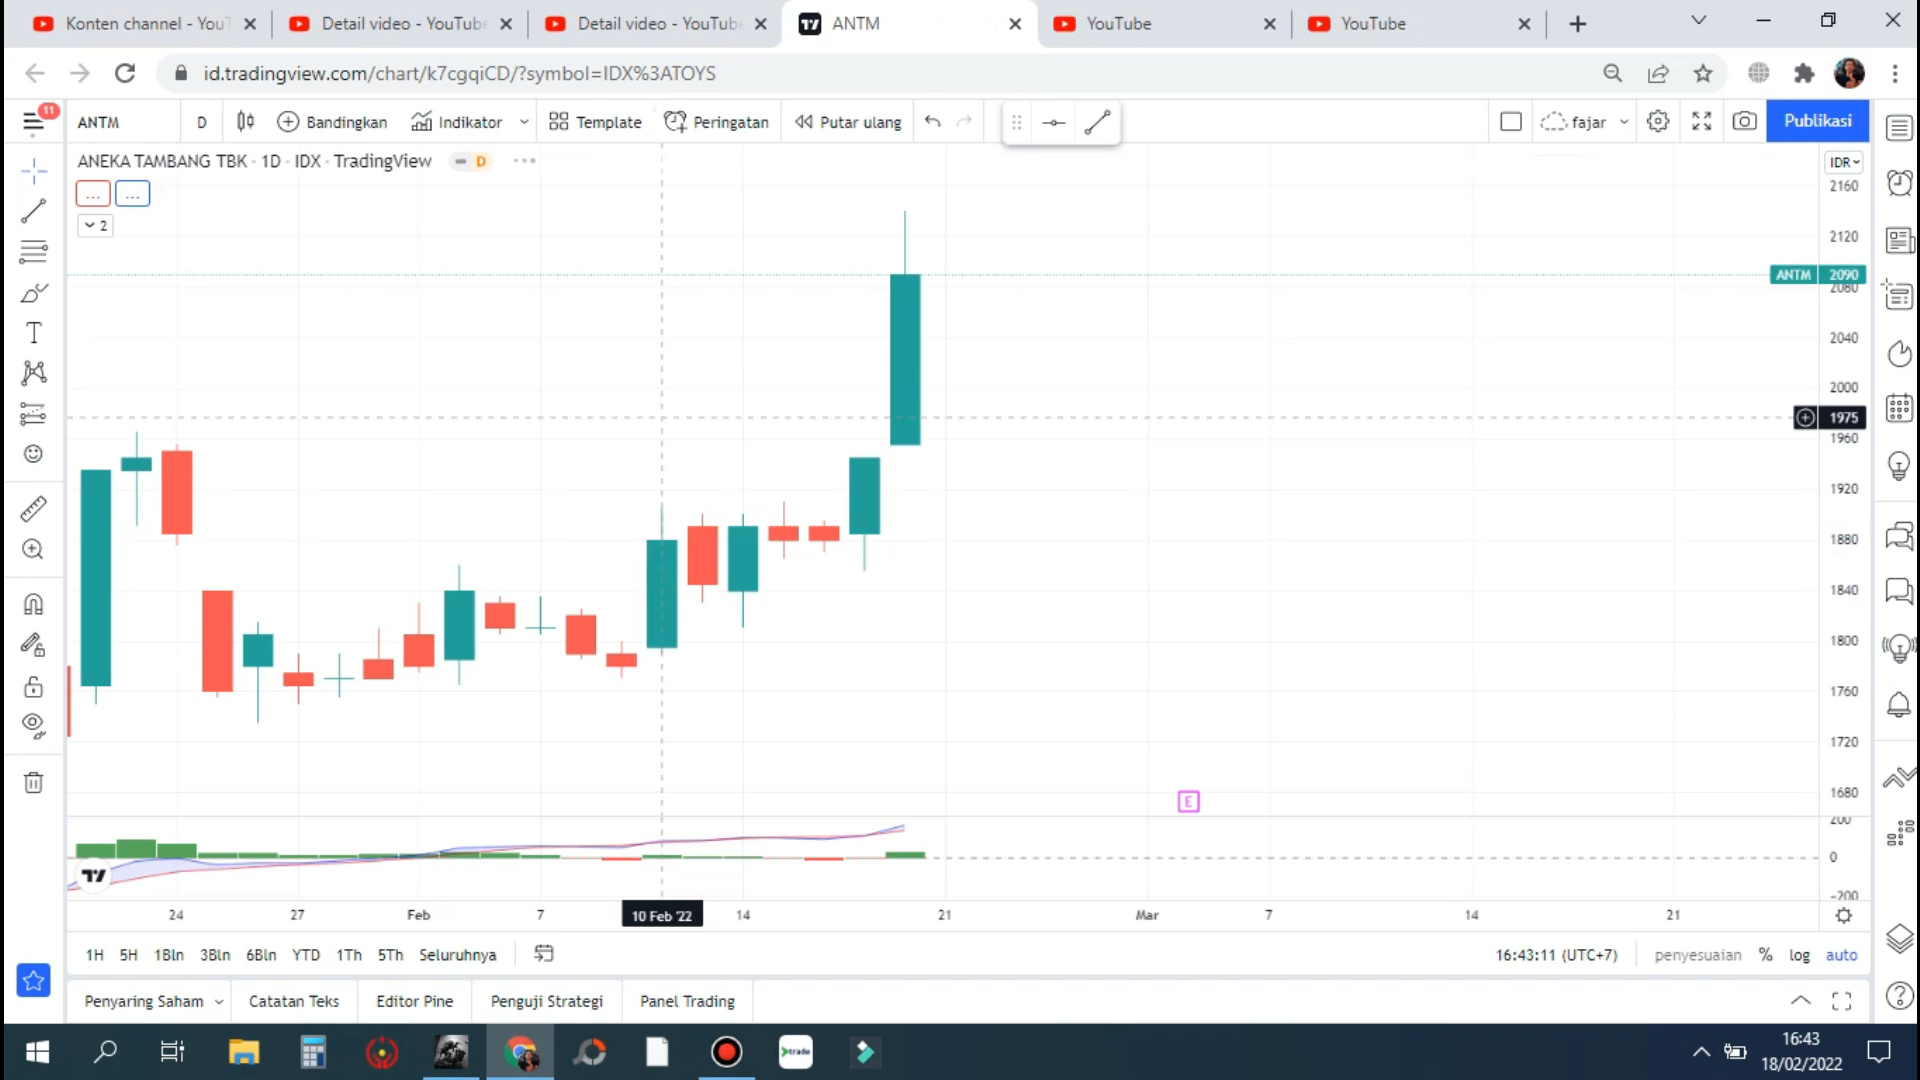 Konten channel - YouT
Detail video - YouTube
Detail video - YouTube
ANTM
YouTube
YouTube
id.tradingview.com/chart/k7cgqiCD/?symbol=IDX%3ATOYS
11
ANTM
D
Bandingkan
Indikator
Template
Peringatan
Putar ulang
fajar
Publikasi
ANEKA TAMBANG TBK · 1D · IDX · TradingView
D
...
...
2
IDR
2160
2120
ANTM 2090
2080
2040
2000
1975
1960
1920
1880
1840
1800
1760
1720
1680
E
200
0
-200
24
27
Feb
7
10 Feb '22
14
21
Mar
7
14
21
1H
5H
1Bln
3Bln
6Bln
YTD
1Th
5Th
Seluruhnya
16:43:11 (UTC+7)
penyesuaian
%
log
auto
Penyaring Saham
Catatan Teks
Editor Pine
Penguji Strategi
Panel Trading
trade
16:43
18/02/2022